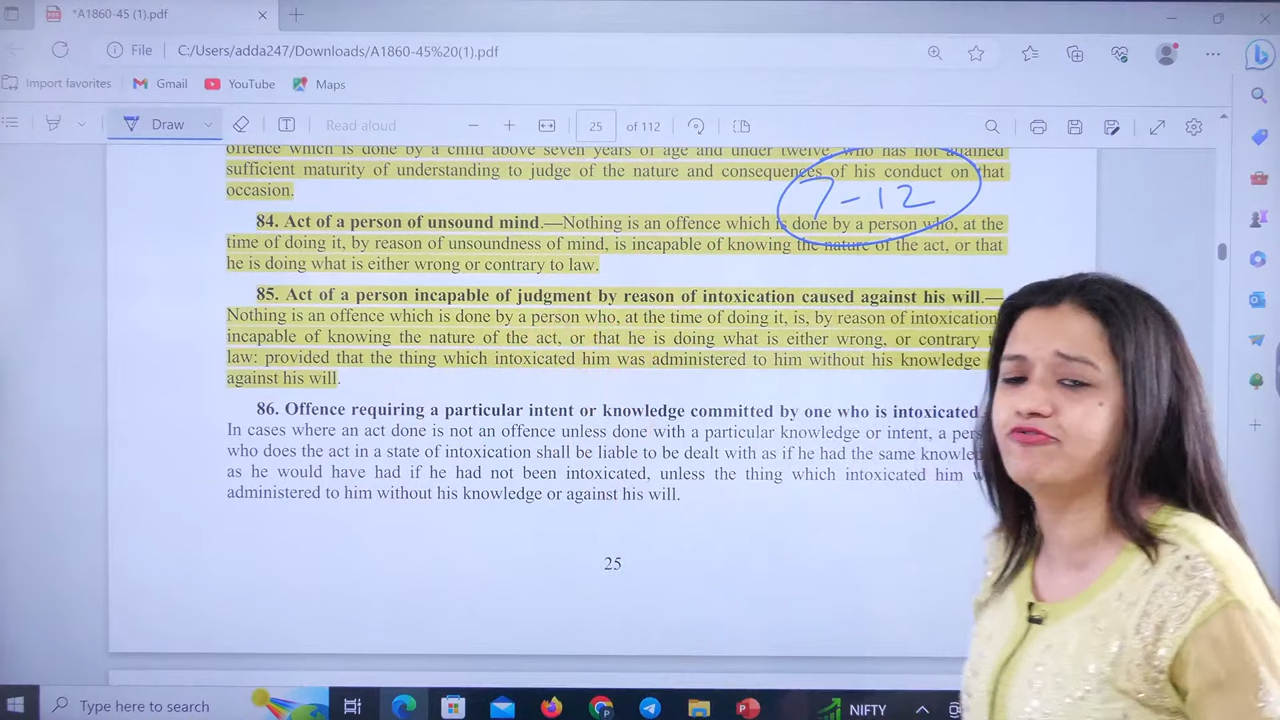 *A1860-45 (1).pdf
File C:/Users/adda247/Downloads/A1860-45%20(1).pdf
Import favorites Gmail YouTube Maps
Draw Read aloud 25 of 112
offence which is done by a child above seven years of age and under twelve, who has not attained
sufficient maturity of understanding to judge of the nature and consequences of his conduct on that
occasion.
7-12
84. Act of a person of unsound mind.—Nothing is an offence which is done by a person who, at the
time of doing it, by reason of unsoundness of mind, is incapable of knowing the nature of the act, or that
he is doing what is either wrong or contrary to law.
85. Act of a person incapable of judgment by reason of intoxication caused against his will.—
Nothing is an offence which is done by a person who, at the time of doing it, is, by reason of intoxication
incapable of knowing the nature of the act, or that he is doing what is either wrong, or contrary
law: provided that the thing which intoxicated him was administered to him without his knowledge
against his will.
86. Offence requiring a particular intent or knowledge committed by one who is intoxicated
In cases where an act done is not an offence unless done with a particular knowledge or intent, a
who does the act in a state of intoxication shall be liable to be dealt with as if he had the same
as he would have had if he had not been intoxicated, unless the thing which intoxicated him
administered to him without his knowledge or against his will.
25
Type here to search NIFTY